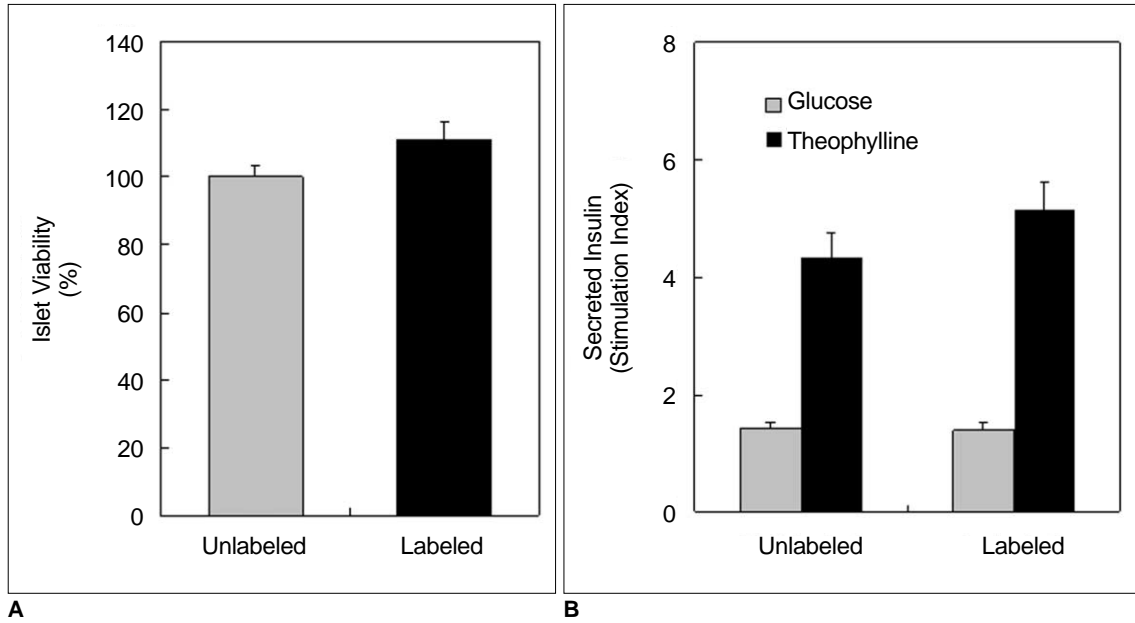 140
120
100
80
60
40
20
0
Islet Viability
(%)
Unlabeled Labeled
A
8
6
4
2
0
Secreted Insulin
(Stimulation Index)
Glucose
Theophylline
Unlabeled Labeled
B